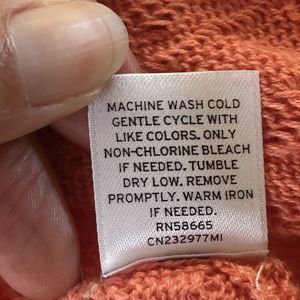 MACHINE WASH COLD
GENTLE CYCLE WITH
LIKE COLORS. ONLY
NON-CHLORINE BLEACH
IF NEEDED. TUMBLE
DRY LOW. REMOVE
PROMPTLY. WARM IRON
IF NEEDED.
RN58665
CN232977MI